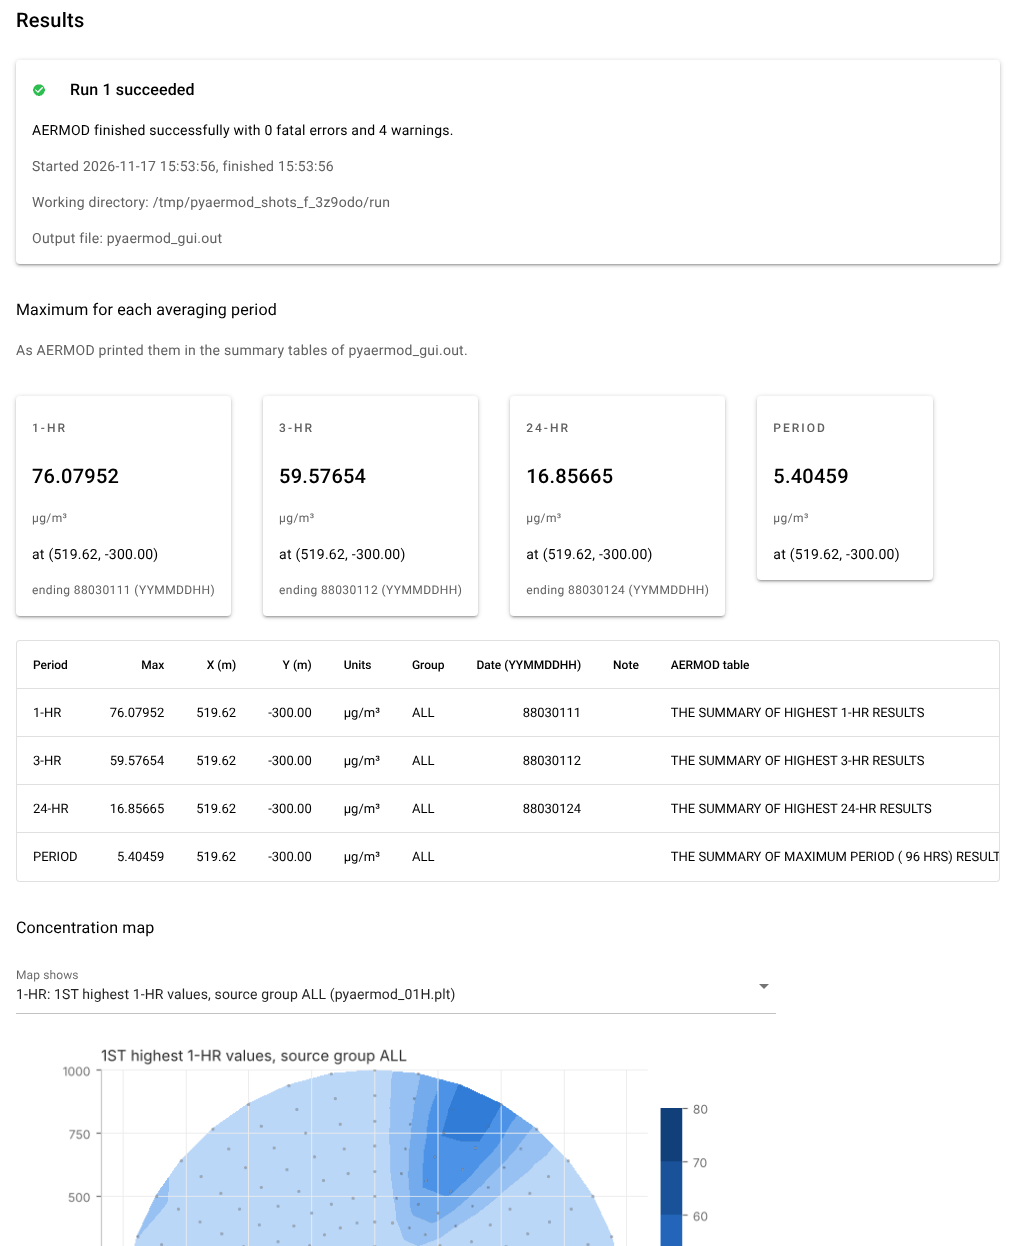 Results
Run 1 succeeded
AERMOD finished successfully with 0 fatal errors and 4 warnings.
Started 2026-11-17 15:53:56, finished 15:53:56
Working directory: /tmp/pyaermod_shots_f_3z9odo/run
Output file: pyaermod_gui.out
Maximum for each averaging period
As AERMOD printed them in the summary tables of pyaermod_gui.out.
1-HR
76.07952
µg/m³
at (519.62, -300.00)
ending 88030111 (YYMMDDHH)
3-HR
59.57654
µg/m³
at (519.62, -300.00)
ending 88030112 (YYMMDDHH)
24-HR
16.85665
µg/m³
at (519.62, -300.00)
ending 88030124 (YYMMDDHH)
PERIOD
5.40459
µg/m³
at (519.62, -300.00)
Period Max X (m) Y (m) Units Group Date (YYMMDDHH) Note AERMOD table
1-HR 76.07952 519.62 -300.00 µg/m³ ALL 88030111 THE SUMMARY OF HIGHEST 1-HR RESULTS
3-HR 59.57654 519.62 -300.00 µg/m³ ALL 88030112 THE SUMMARY OF HIGHEST 3-HR RESULTS
24-HR 16.85665 519.62 -300.00 µg/m³ ALL 88030124 THE SUMMARY OF HIGHEST 24-HR RESULTS
PERIOD 5.40459 519.62 -300.00 µg/m³ ALL THE SUMMARY OF MAXIMUM PERIOD ( 96 HRS) RESULT
Concentration map
Map shows
1-HR: 1ST highest 1-HR values, source group ALL (pyaermod_01H.plt)
1ST highest 1-HR values, source group ALL
1000
750
500
80
70
60